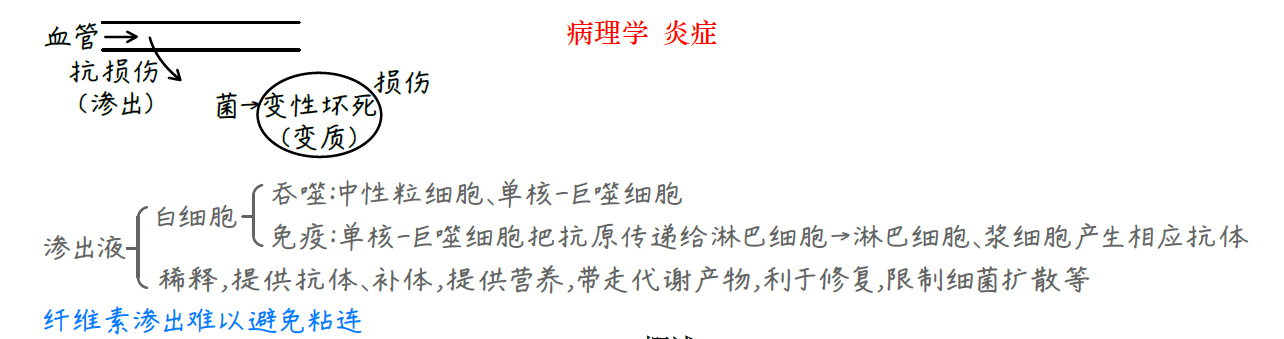 病理学 炎症
血管
抗损伤
(渗出)
损伤
菌→变性坏死
(变质)
吞噬:中性粒细胞、单核-巨噬细胞
白细胞
免疫:单核-巨噬细胞把抗原传递给淋巴细胞→淋巴细胞、浆细胞产生相应抗体
渗出液
稀释,提供抗体、补体,提供营养,带走代谢产物,利于修复,限制细菌扩散等
纤维素渗出难以避免粘连